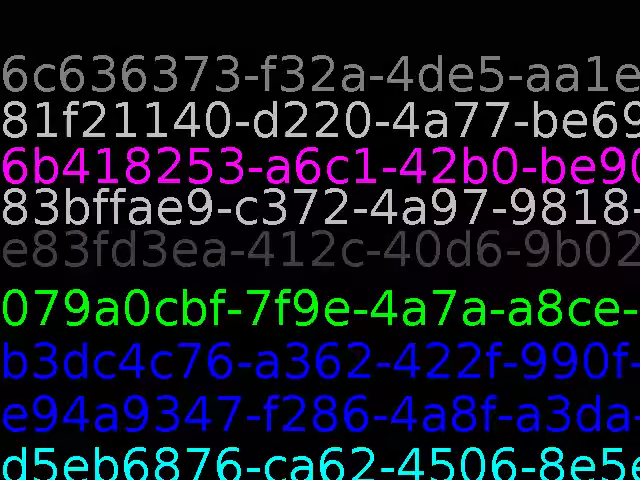 6c636373-f32a-4de5-aa1e
81f21140-d220-4a77-be69
6b418253-a6c1-42b0-be90
83bffae9-c372-4a97-9818-
e83fd3ea-412c-40d6-9b02
079a0cbf-7f9e-4a7a-a8ce-
b3dc4c76-a362-422f-990f-
e94a9347-f286-4a8f-a3da-
d5eb6876-ca62-4506-8e5e